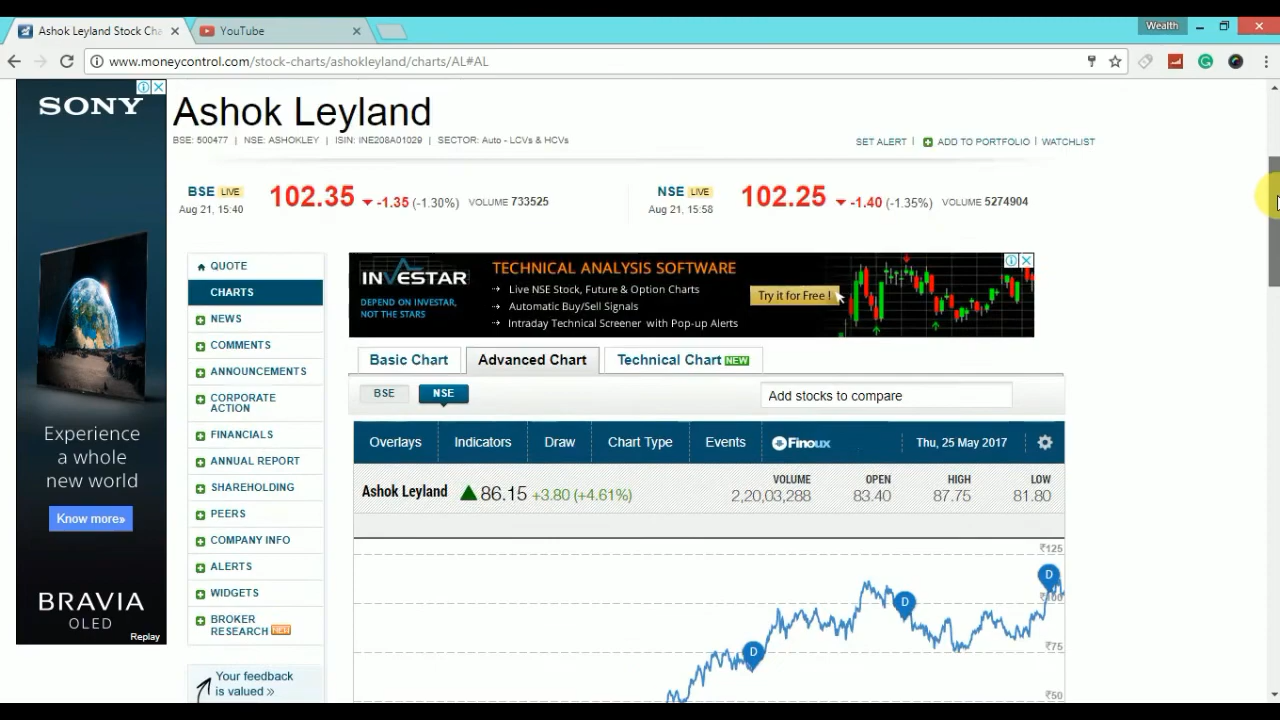 Ashok Leyland Stock Cha
YouTube
Wealth
www.moneycontrol.com/stock-charts/ashokleyland/charts/AL#AL
SONY
Experience
a whole
new world
Know more»
BRAVIA
OLED
Replay
Ashok Leyland
BSE: 500477 | NSE: ASHOKLEY | ISIN: INE208A01029 | SECTOR: Auto - LCVs & HCVs
SET ALERT | ADD TO PORTFOLIO | WATCHLIST
BSE LIVE 102.35 -1.35 (-1.30%) VOLUME 733525
Aug 21, 15:40
NSE LIVE 102.25 -1.40 (-1.35%) VOLUME 5274904
Aug 21, 15:58
QUOTE
CHARTS
NEWS
COMMENTS
ANNOUNCEMENTS
CORPORATE
ACTION
FINANCIALS
ANNUAL REPORT
SHAREHOLDING
PEERS
COMPANY INFO
ALERTS
WIDGETS
BROKER
RESEARCH NEW
Your feedback
is valued »
INVESTAR
DEPEND ON INVESTAR,
NOT THE STARS
TECHNICAL ANALYSIS SOFTWARE
Live NSE Stock, Future & Option Charts
Automatic Buy/Sell Signals
Intraday Technical Screener with Pop-up Alerts
Try it for Free !
Basic Chart Advanced Chart Technical Chart NEW
BSE NSE Add stocks to compare
Overlays Indicators Draw Chart Type Events Finoux Thu, 25 May 2017
VOLUME OPEN HIGH LOW
Ashok Leyland 86.15 +3.80 (+4.61%) 2,20,03,288 83.40 87.75 81.80
₹125
D
D
₹100
D
₹75
₹50